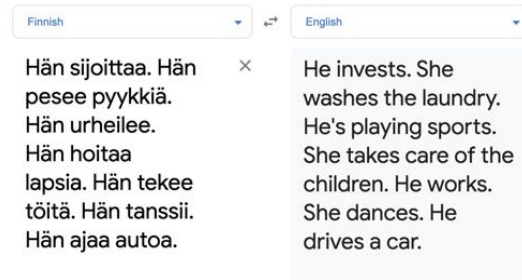 Finnish
English
Hän sijoittaa. Hän
pesee pyykkiä.
Hän urheilee.
Hän hoitaa
lapsia. Hän tekee
töitä. Hän tanssii.
Hän ajaa autoa.
He invests. She
washes the laundry.
He's playing sports.
She takes care of the
children. He works.
She dances. He
drives a car.